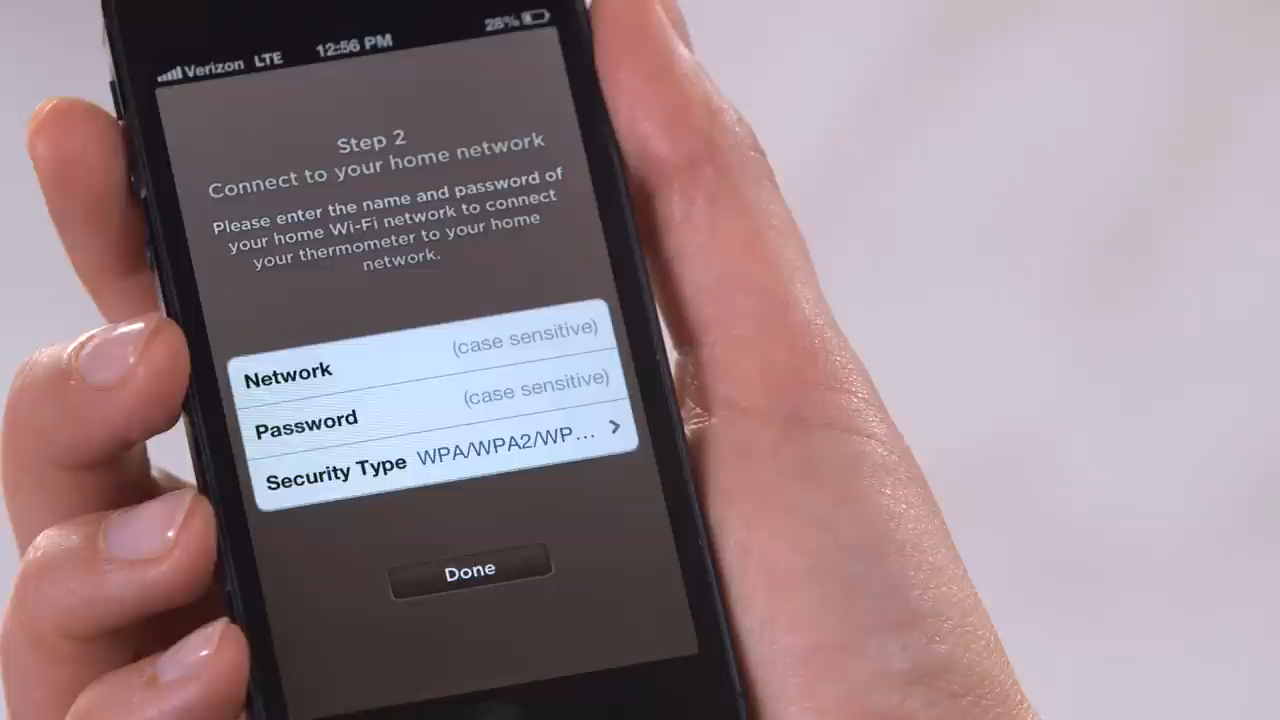 Verizon LTE 12:56 PM 28%
Step 2
Connect to your home network
Please enter the name and password of
your home Wi-Fi network to connect
your thermometer to your home
network.
Network (case sensitive)
Password (case sensitive)
Security Type WPA/WPA2/WP...
Done